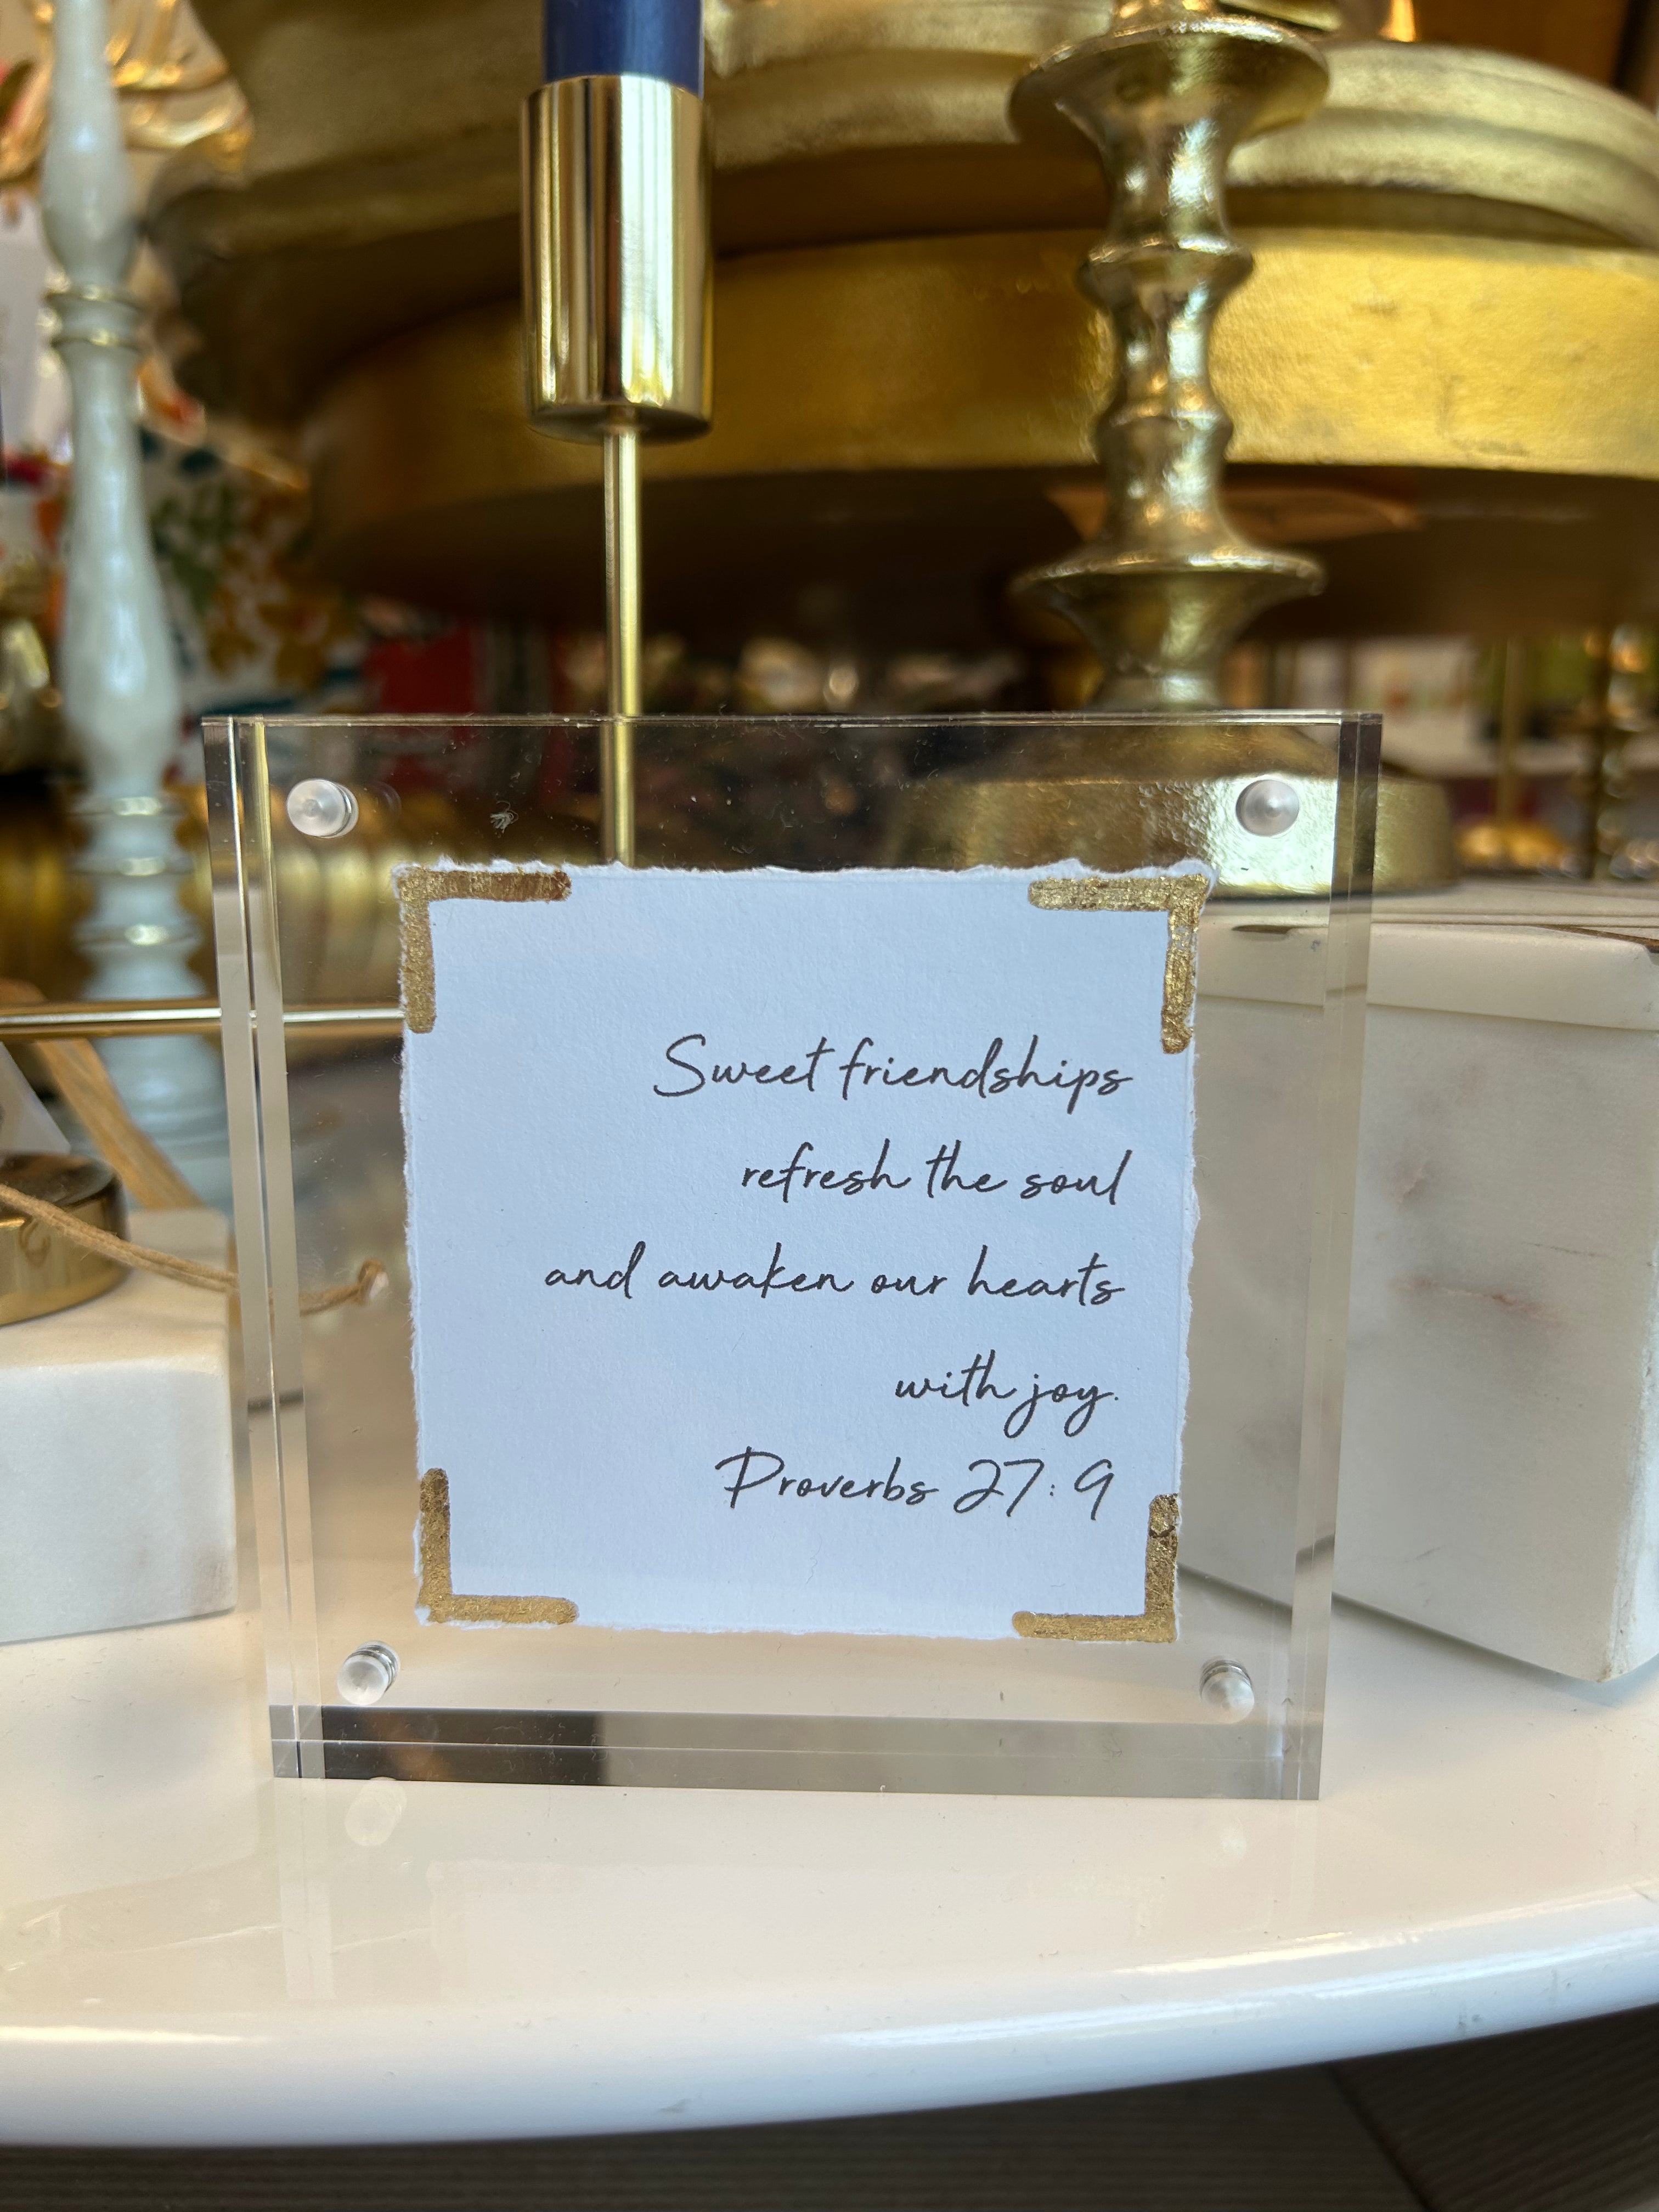 Sweet friendships
refresh the soul
and awaken our hearts
with joy.
Proverbs 27:9